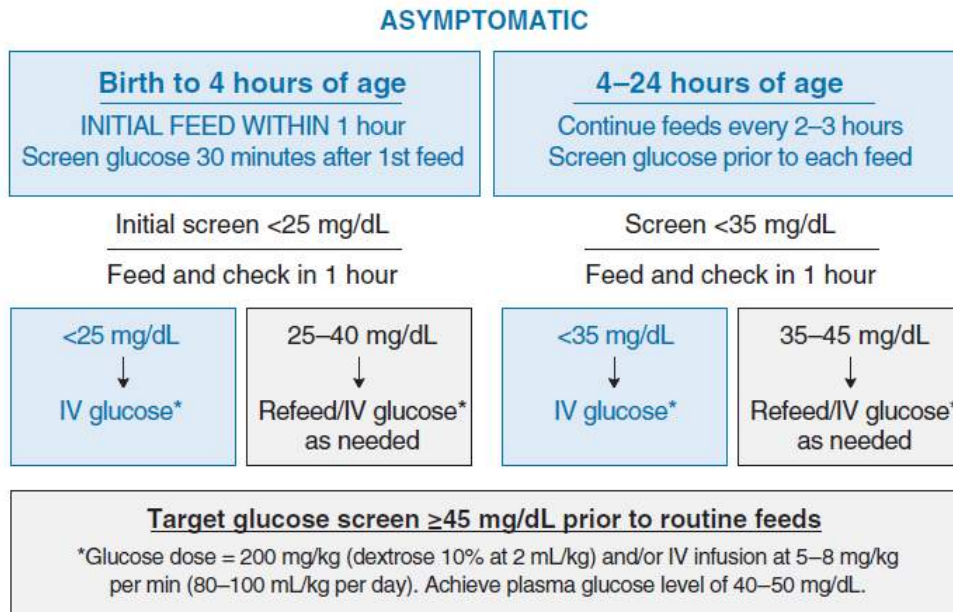 ASYMPTOMATIC
Birth to 4 hours of age
INITIAL FEED WITHIN 1 hour
Screen glucose 30 minutes after 1st feed
Initial screen <25 mg/dL
Feed and check in 1 hour
<25 mg/dL
IV glucose*
25–40 mg/dL
Refeed/IV glucose*
as needed
4–24 hours of age
Continue feeds every 2–3 hours
Screen glucose prior to each feed
Screen <35 mg/dL
Feed and check in 1 hour
<35 mg/dL
IV glucose*
35–45 mg/dL
Refeed/IV glucose*
as needed
Target glucose screen ≥45 mg/dL prior to routine feeds
*Glucose dose = 200 mg/kg (dextrose 10% at 2 mL/kg) and/or IV infusion at 5–8 mg/kg
per min (80–100 mL/kg per day). Achieve plasma glucose level of 40–50 mg/dL.